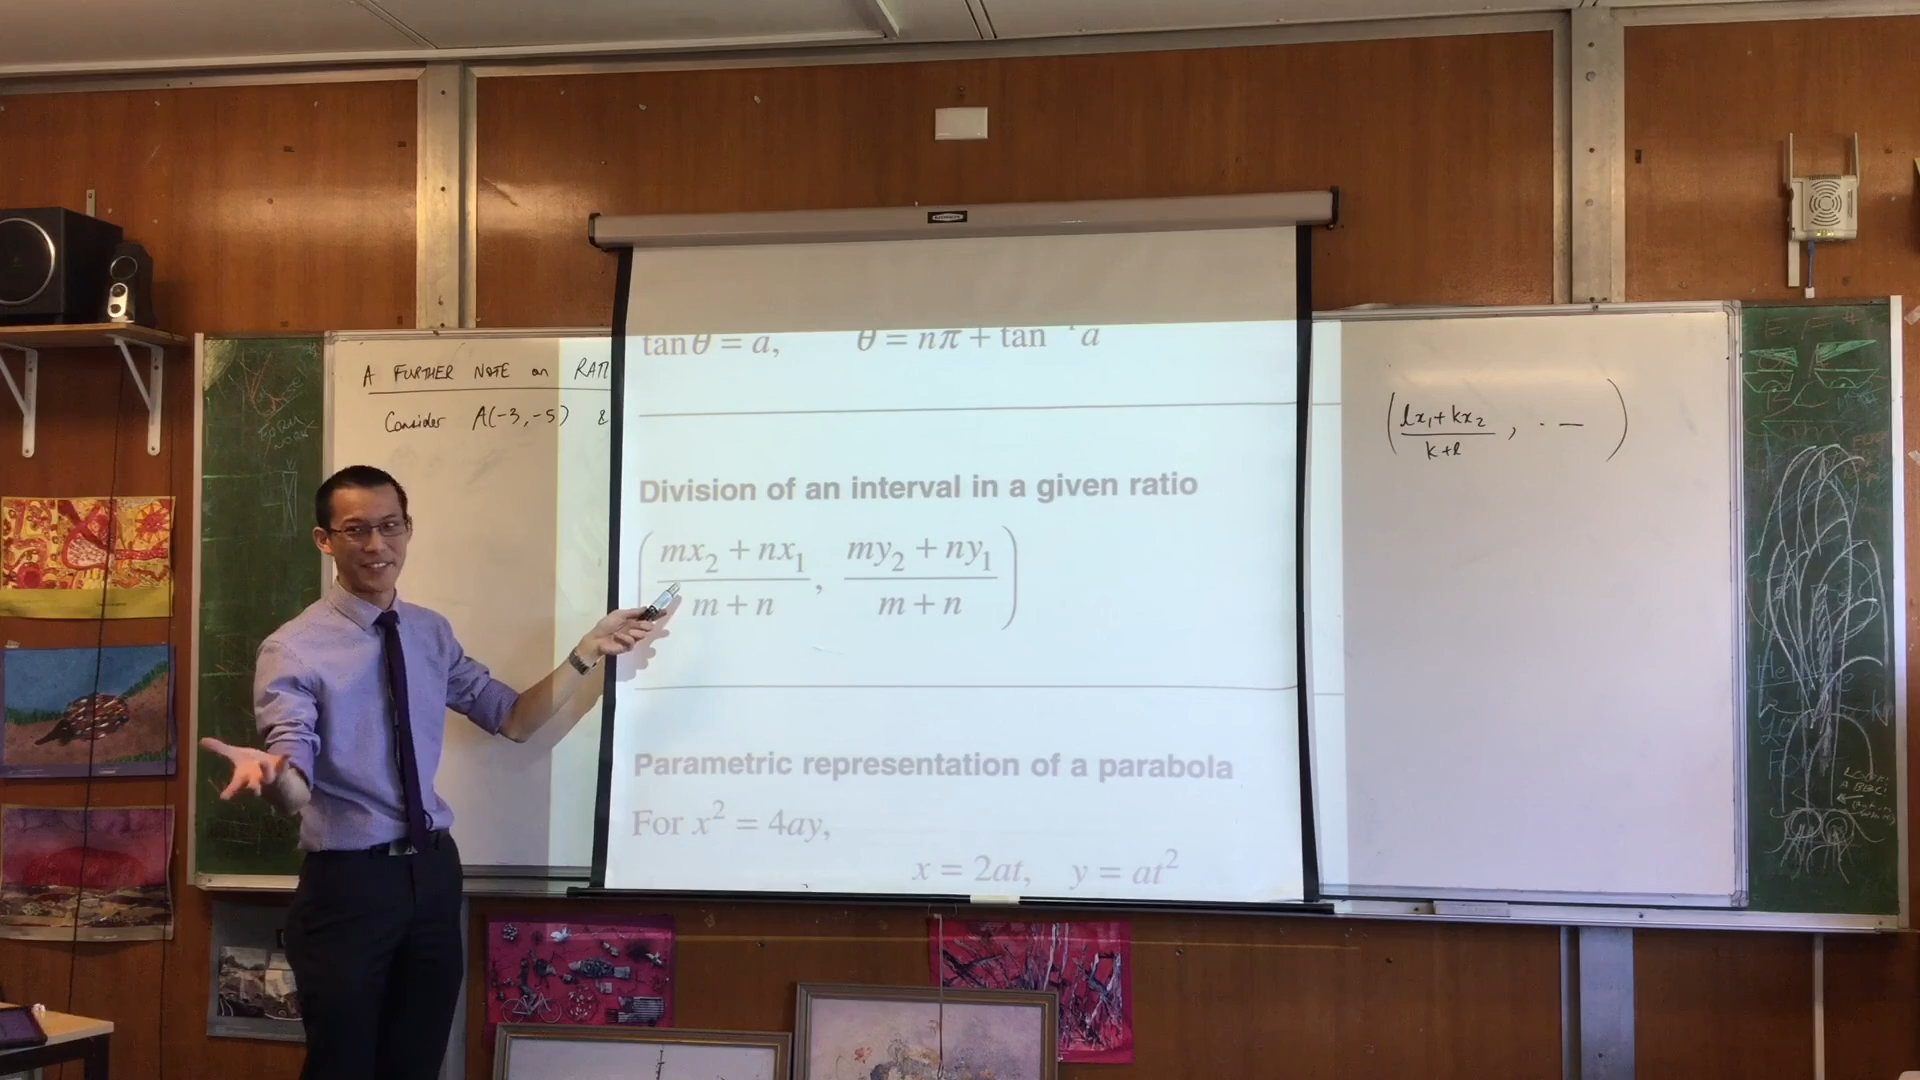 A FURTHER NOTE on RATI
Consider A(-3,-5) &
tanθ = a, θ = nπ + tan⁻¹a
Division of an interval in a given ratio
(mx₂ + nx₁ / m + n, my₂ + ny₁ / m + n)
Parametric representation of a parabola
For x² = 4ay,
x = 2at, y = at²
(lx₁ + kx₂ / k + l, . . —)